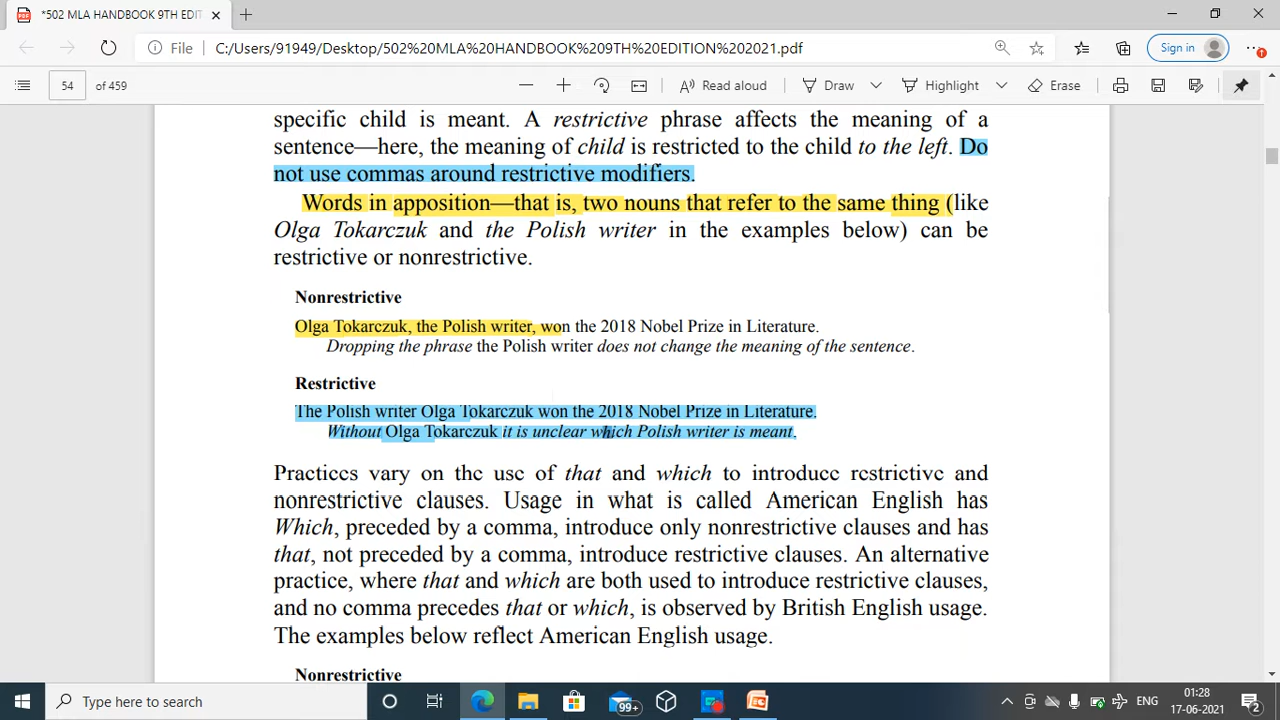 *502 MLA HANDBOOK 9TH EDIT
File C:/Users/91949/Desktop/502%20MLA%20HANDBOOK%209TH%20EDITION%202021.pdf
Sign in
54 of 459
Read aloud Draw Highlight Erase
specific child is meant. A restrictive phrase affects the meaning of a
sentence—here, the meaning of child is restricted to the child to the left. Do
not use commas around restrictive modifiers.
Words in apposition—that is, two nouns that refer to the same thing (like
Olga Tokarczuk and the Polish writer in the examples below) can be
restrictive or nonrestrictive.
Nonrestrictive
Olga Tokarczuk, the Polish writer, won the 2018 Nobel Prize in Literature.
Dropping the phrase the Polish writer does not change the meaning of the sentence.
Restrictive
The Polish writer Olga Tokarczuk won the 2018 Nobel Prize in Literature.
Without Olga Tokarczuk it is unclear which Polish writer is meant.
Practices vary on the use of that and which to introduce restrictive and
nonrestrictive clauses. Usage in what is called American English has
Which, preceded by a comma, introduce only nonrestrictive clauses and has
that, not preceded by a comma, introduce restrictive clauses. An alternative
practice, where that and which are both used to introduce restrictive clauses,
and no comma precedes that or which, is observed by British English usage.
The examples below reflect American English usage.
Nonrestrictive
Type here to search
99+
ENG
01:28
17-06-2021
2